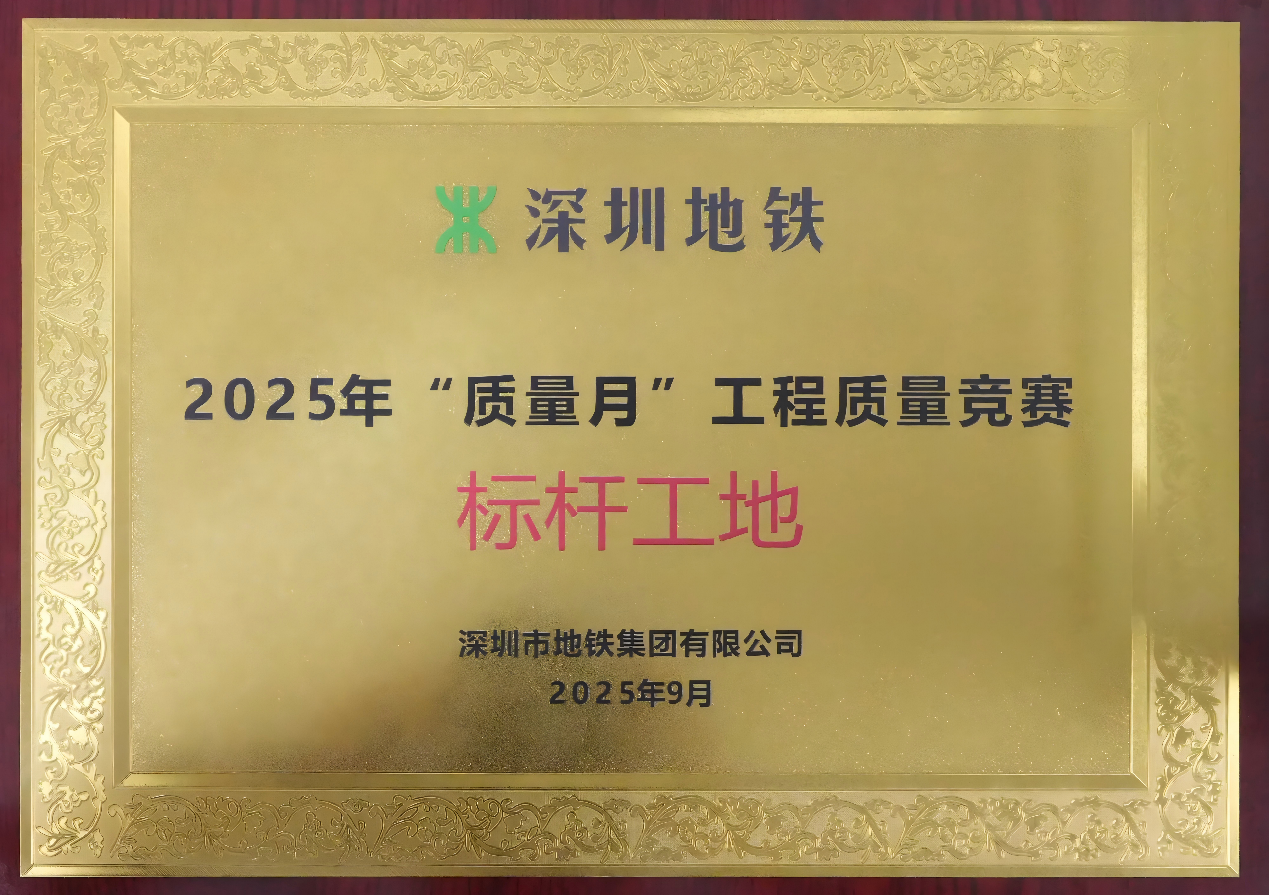 深圳地铁
2025年“质量月”工程质量竞赛
标杆工地
深圳市地铁集团有限公司
2025年9月